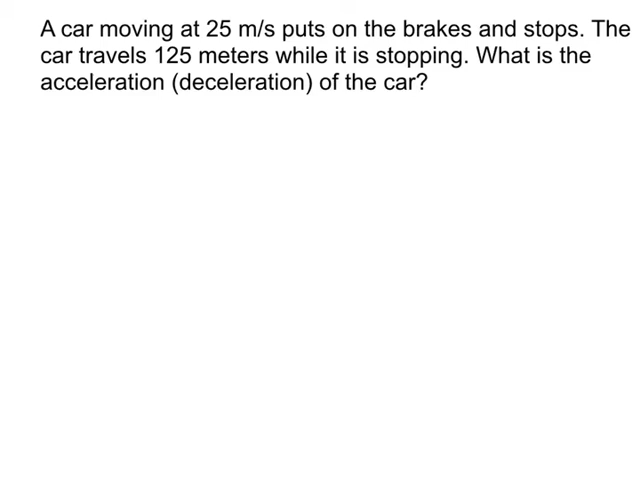 A car moving at 25 m/s puts on the brakes and stops. The
car travels 125 meters while it is stopping. What is the
acceleration (deceleration) of the car?